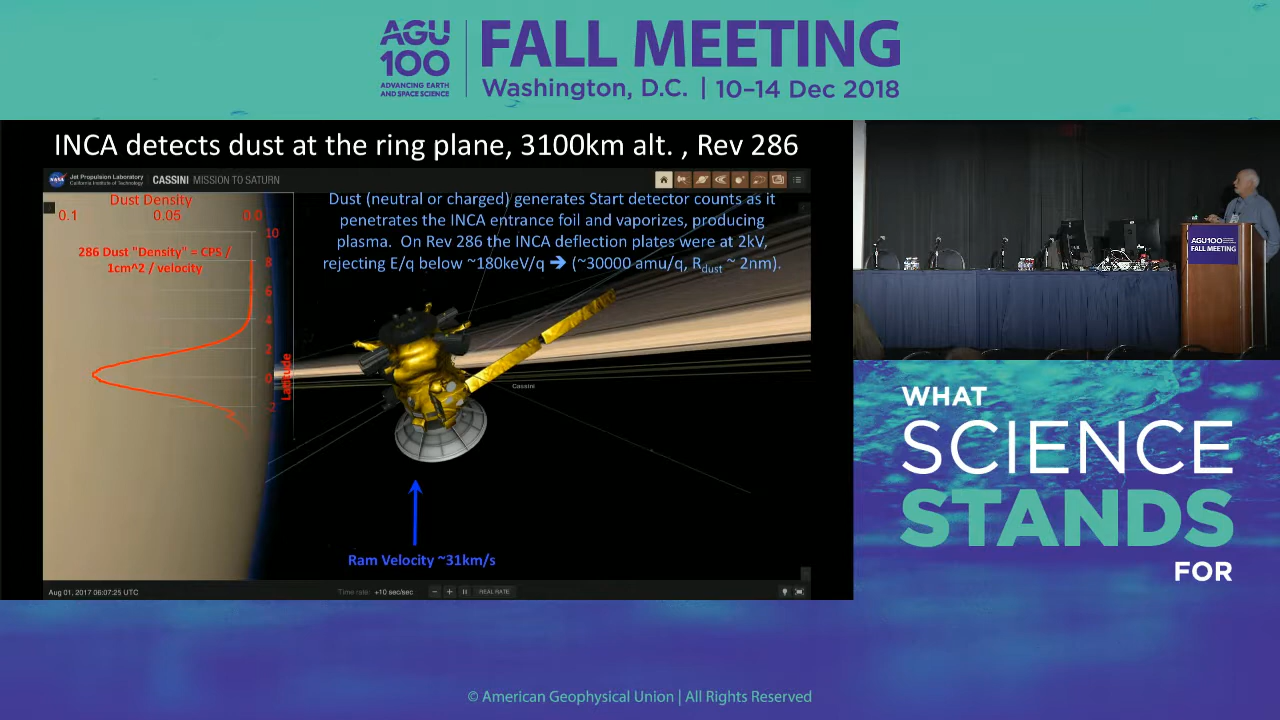 AGU
100
ADVANCING EARTH
AND SPACE SCIENCE
FALL MEETING
Washington, D.C. | 10–14 Dec 2018
INCA detects dust at the ring plane, 3100km alt. , Rev 286
NASA
Jet Propulsion Laboratory
California Institute of Technology
CASSINI MISSION TO SATURN
Dust Density
0.1 0.05 0.0
286 Dust "Density" = CPS /
1cm^2 / velocity
10
8
6
4
2
0
-2
Latitude
Dust (neutral or charged) generates Start detector counts as it
penetrates the INCA entrance foil and vaporizes, producing
plasma. On Rev 286 the INCA deflection plates were at 2kV,
rejecting E/q below ~180keV/q ➔ (~30000 amu/q, Rdust ~ 2nm).
Cassini
Ram Velocity ~31km/s
Aug 01, 2017 06:07:25 UTC
Time rate: +10 sec/sec
REAL RATE
AGU100
FALL MEETING
WHAT
SCIENCE
STANDS
FOR
© American Geophysical Union | All Rights Reserved